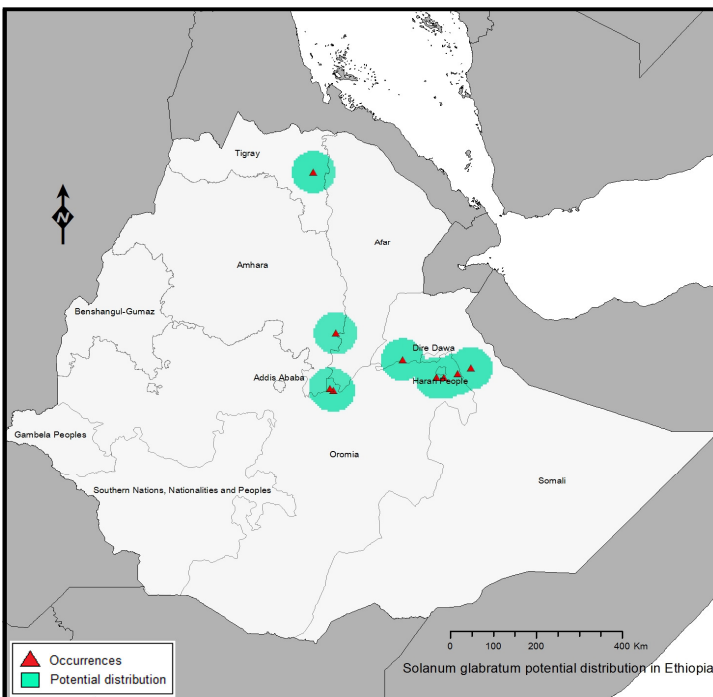 Tigray
Afar
N
Amhara
Benshangul-Gumaz
Dire Dawa
Addis Ababa
Harari People
Gambela Peoples
Oromia
Somali
Southern Nations, Nationalities and Peoples
0 100 200 400 Km
Occurrences
Potential distribution
Solanum glabratum potential distribution in Ethiopia